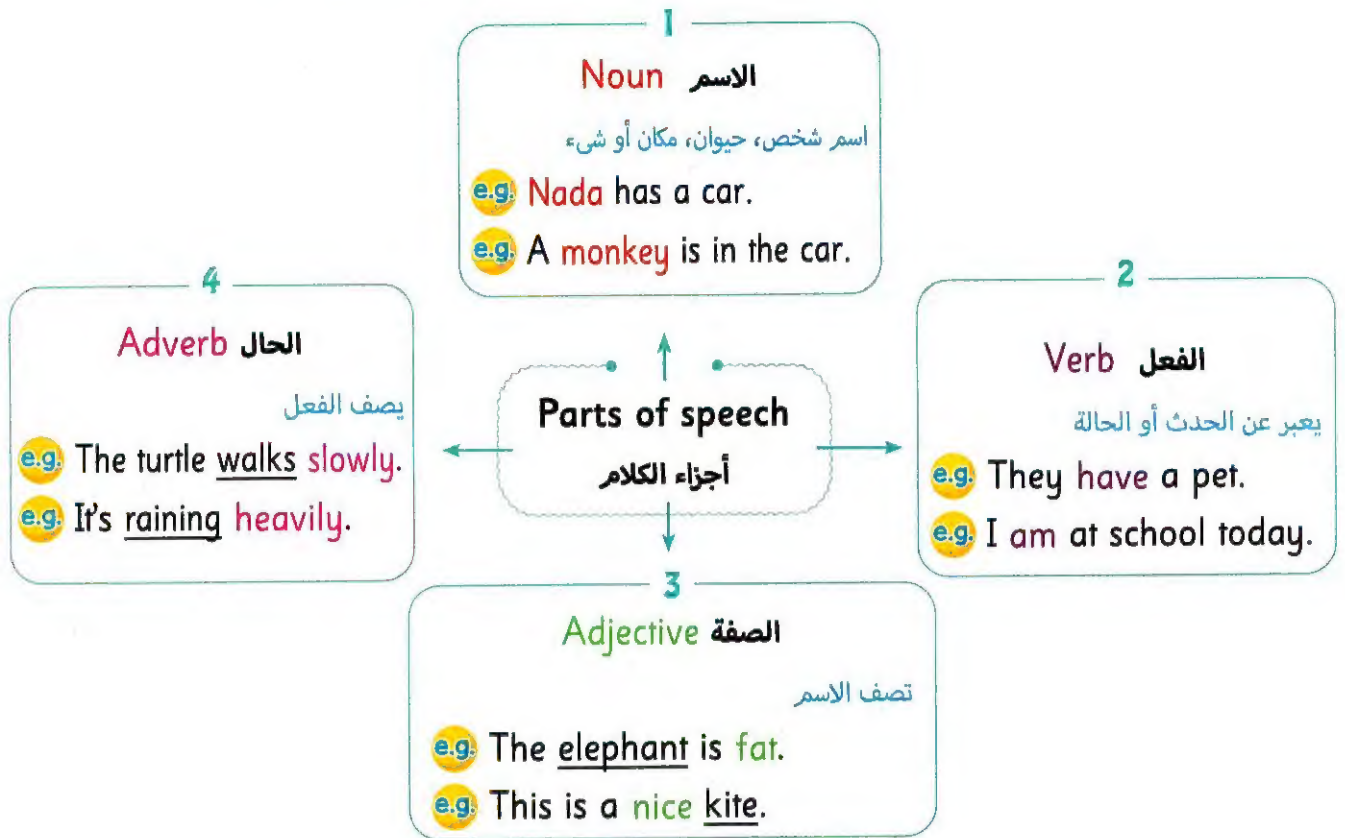 Parts of speech
أجزاء الكلام
1
Noun الاسم
اسم شخص، حيوان، مكان أو شىء
e.g. Nada has a car.
e.g. A monkey is in the car.
2
Verb الفعل
يعبر عن الحدث أو الحالة
e.g. They have a pet.
e.g. I am at school today.
3
Adjective الصفة
تصف الاسم
e.g. The elephant is fat.
e.g. This is a nice kite.
4
Adverb الحال
يصف الفعل
e.g. The turtle walks slowly.
e.g. It's raining heavily.